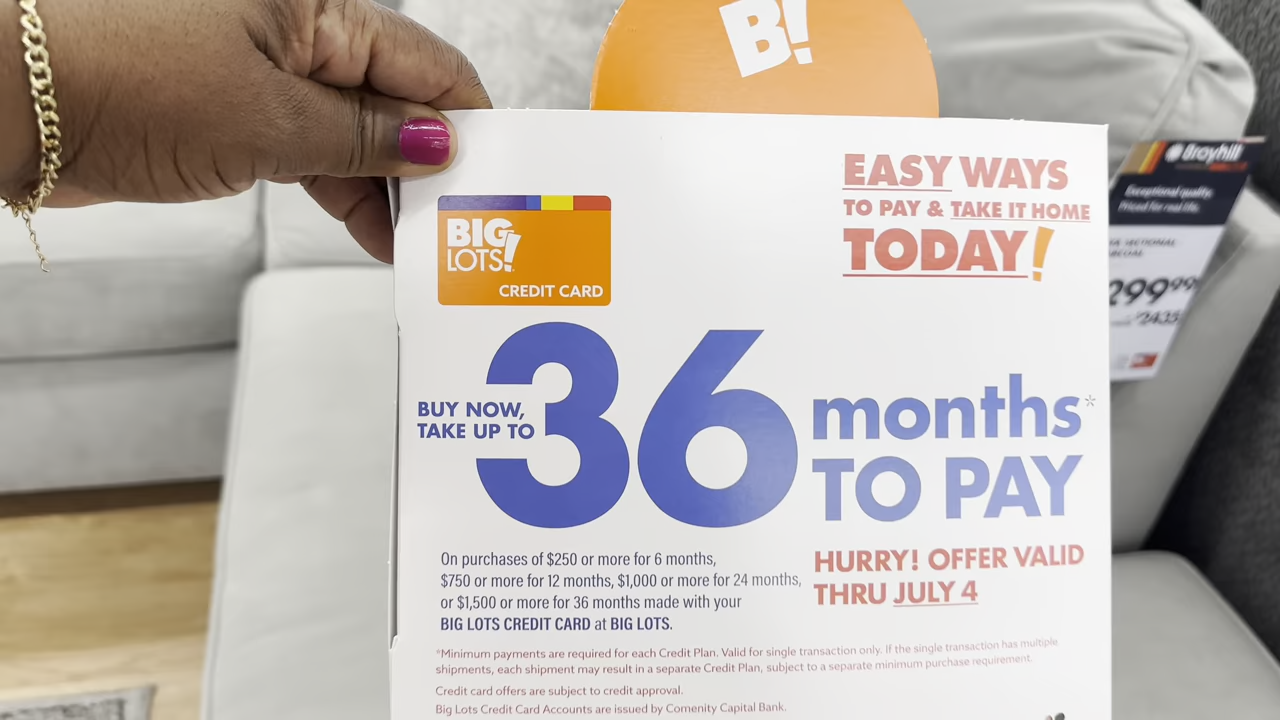 B!
EASY WAYS
TO PAY & TAKE IT HOME
TODAY!
BIG
LOTS!
CREDIT CARD
BUY NOW,
TAKE UP TO
36
months*
TO PAY
On purchases of $250 or more for 6 months,
$750 or more for 12 months, $1,000 or more for 24 months,
or $1,500 or more for 36 months made with your
BIG LOTS CREDIT CARD at BIG LOTS.
HURRY! OFFER VALID
THRU JULY 4
*Minimum payments are required for each Credit Plan. Valid for single transaction only. If the single transaction has multiple
shipments, each shipment may result in a separate Credit Plan, subject to a separate minimum purchase requirement.
Credit card offers are subject to credit approval.
Big Lots Credit Card Accounts are issued by Comenity Capital Bank.
Broyhill
Exceptional quality.
Priced for real life.
SECTIONAL
29999